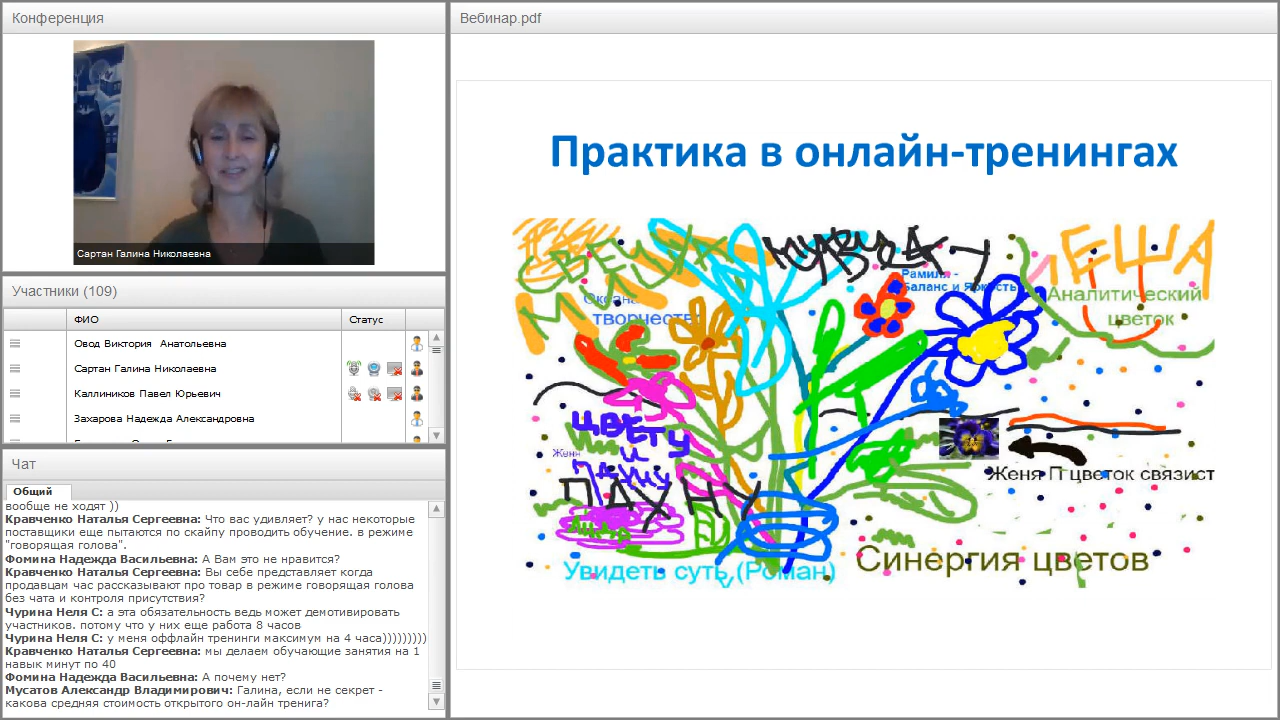 Конференция
Сартан Галина Николаевна
Участники (109)
ФИО
Статус
Овод Виктория Анатольевна
Сартан Галина Николаевна
Каллиников Павел Юрьевич
Захарова Надежда Александровна
Чат
Общий
вообще не ходят ))
Кравченко Наталья Сергеевна: Что вас удивляет? у нас некоторые
поставщики еще пытаются по скайпу проводить обучение. в режиме
"говорящая голова".
Фомина Надежда Васильевна: А Вам это не нравится?
Кравченко Наталья Сергеевна: Вы себе представляет когда
продавцам час рассказывают про товар в режиме говорящая голова
без чата и контроля присутствия?
Чурина Неля С: а эта обязательность ведь может демотивировать
участников. потому что у них еще работа 8 часов
Чурина Неля С: у меня оффлайн тренинги максимум на 4 часа)))))))))
Кравченко Наталья Сергеевна: мы делаем обучающие занятия на 1
навык минут по 40
Фомина Надежда Васильевна: А почему нет?
Мусатов Александр Владимирович: Галина, если не секрет -
какова средняя стоимость открытого он-лайн тренига?
Вебинар.pdf
Практика в онлайн-тренингах
Рамиля -
Баланс и Яркость
Аналитический
цветок
творчеств
ЦВЕТУ
И
ПАХНУ
Женя
Женя П цветок связист
Увидеть суть (Роман)
Синергия цветов